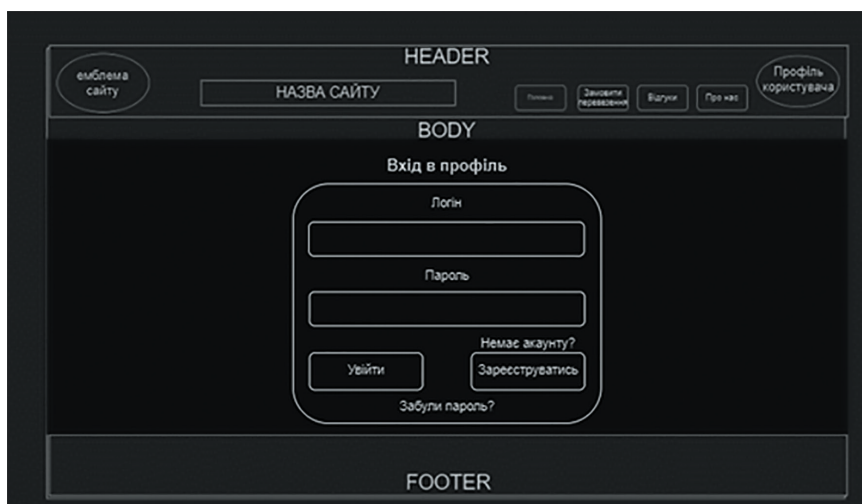 HEADER
емблема
сайту
НАЗВА САЙТУ
Головна
Замовити
перевезення
Відгуки
Про нас
Профіль
користувача
BODY
Вхід в профіль
Логін
Пароль
Немає акаунту?
Увійти
Зареєструватись
Забули пароль?
FOOTER